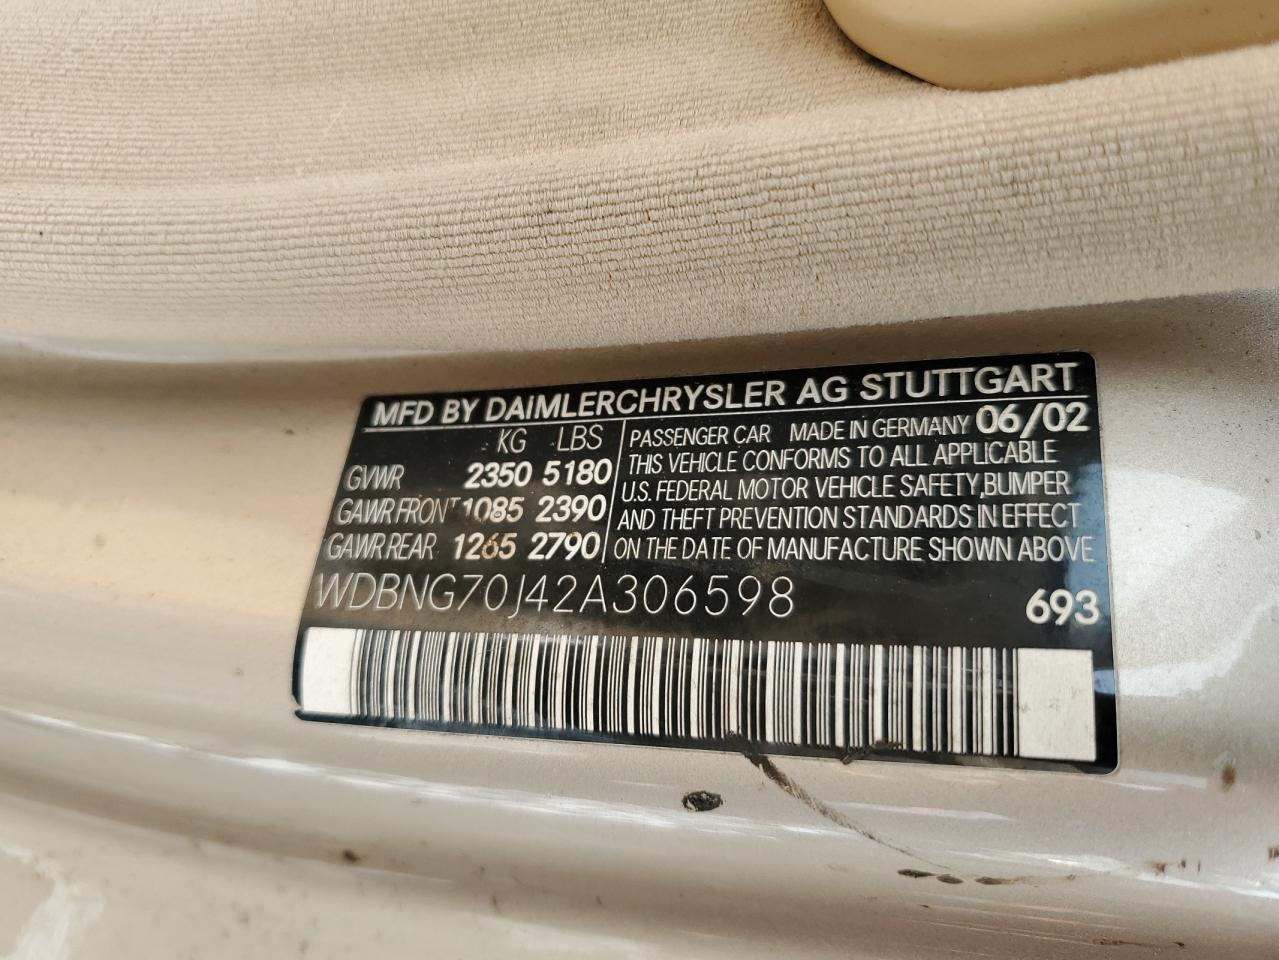 MFD BY DAIMLERCHRYSLER AG STUTTGART
KG LBS
GVWR 2350 5180
GAWR FRONT 1085 2390
GAWR REAR 1265 2790
PASSENGER CAR MADE IN GERMANY 06/02
THIS VEHICLE CONFORMS TO ALL APPLICABLE
U.S. FEDERAL MOTOR VEHICLE SAFETY,BUMPER
AND THEFT PREVENTION STANDARDS IN EFFECT
ON THE DATE OF MANUFACTURE SHOWN ABOVE
WDBNG70J42A306598
693